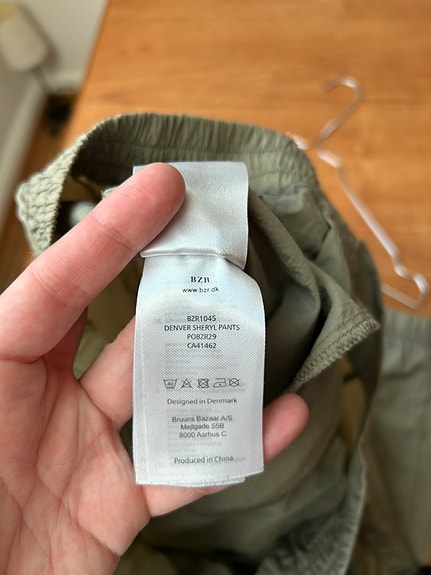 BZR
www.bzr.dk
BZR1045
DENVER SHERYL PANTS
POBZR29
CA41462
Designed in Denmark
Bruuns Bazaar A/S
Mejlgade 55B
8000 Aarhus C
Produced in China